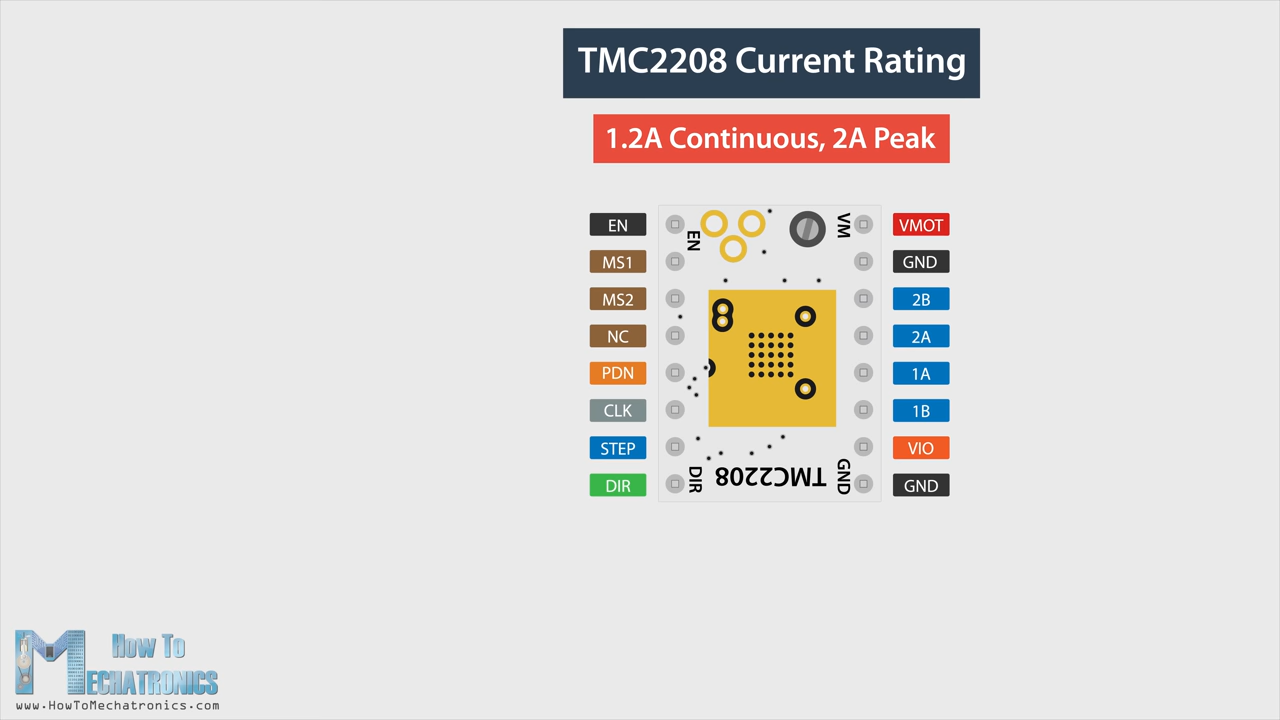 TMC2208 Current Rating
1.2A Continuous, 2A Peak
EN
MS1
MS2
NC
PDN
CLK
STEP
DIR
EN
VM
DIR
TMC2208
GND
VMOT
GND
2B
2A
1A
1B
VIO
GND
How To
MECHATRONICS
www.HowToMechatronics.com